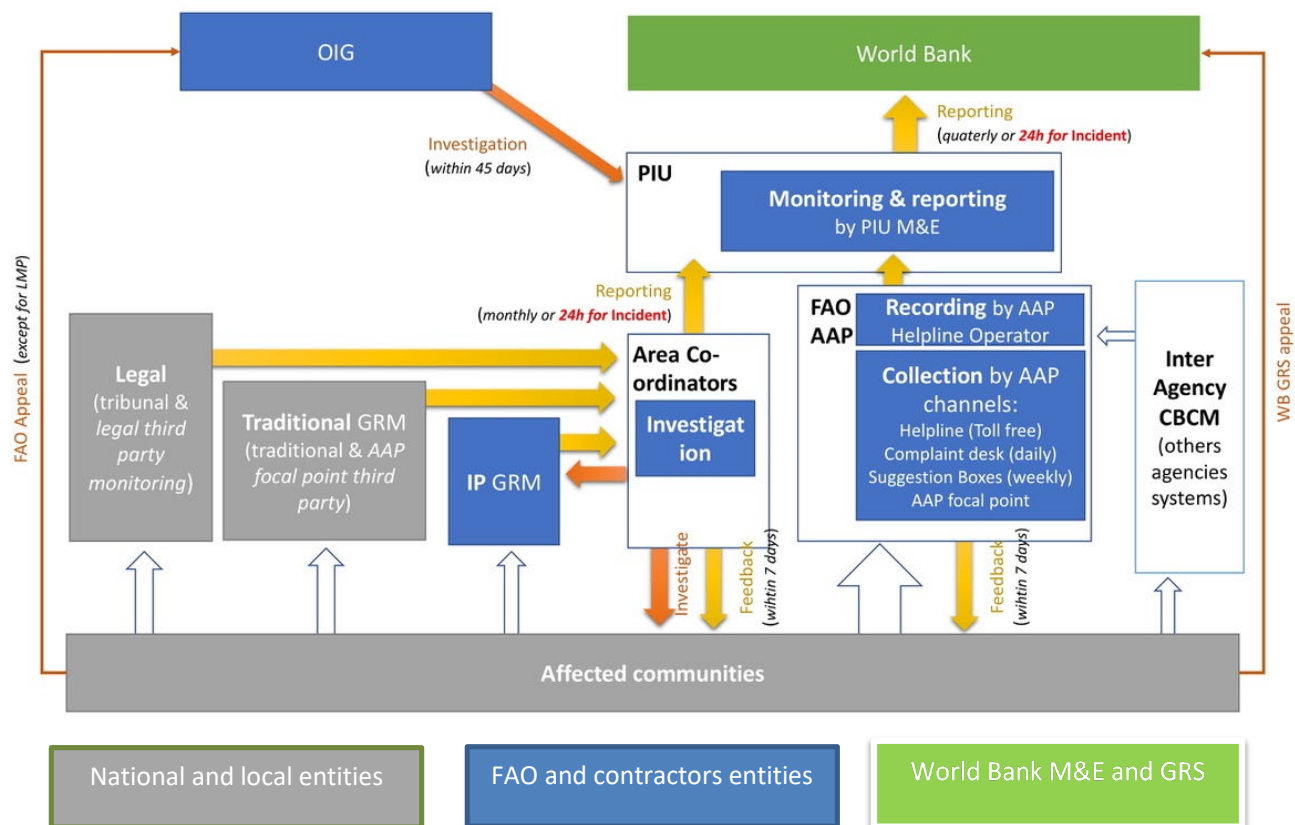 OIG
World Bank
Reporting
(quaterly or 24h for Incident)
Investigation
(within 45 days)
PIU
Monitoring & reporting
by PIU M&E
FAO Appeal (except for LMP)
WB GRS appeal
Reporting
(monthly or 24h for Incident)
FAO
AAP
Recording by AAP
Helpline Operator
Legal
(tribunal &
legal third
party
monitoring)
Traditional GRM
(traditional & AAP
focal point third
party)
IP GRM
Area Co-
ordinators
Investigat
ion
Collection by AAP
channels:
Helpline (Toll free)
Complaint desk (daily)
Suggestion Boxes (weekly)
AAP focal point
Inter
Agency
CBCM
(others
agencies
systems)
Investigate
Feedback
(wihtin 7 days)
Feedback
(wihtin 7 days)
Affected communities
National and local entities
FAO and contractors entities
World Bank M&E and GRS